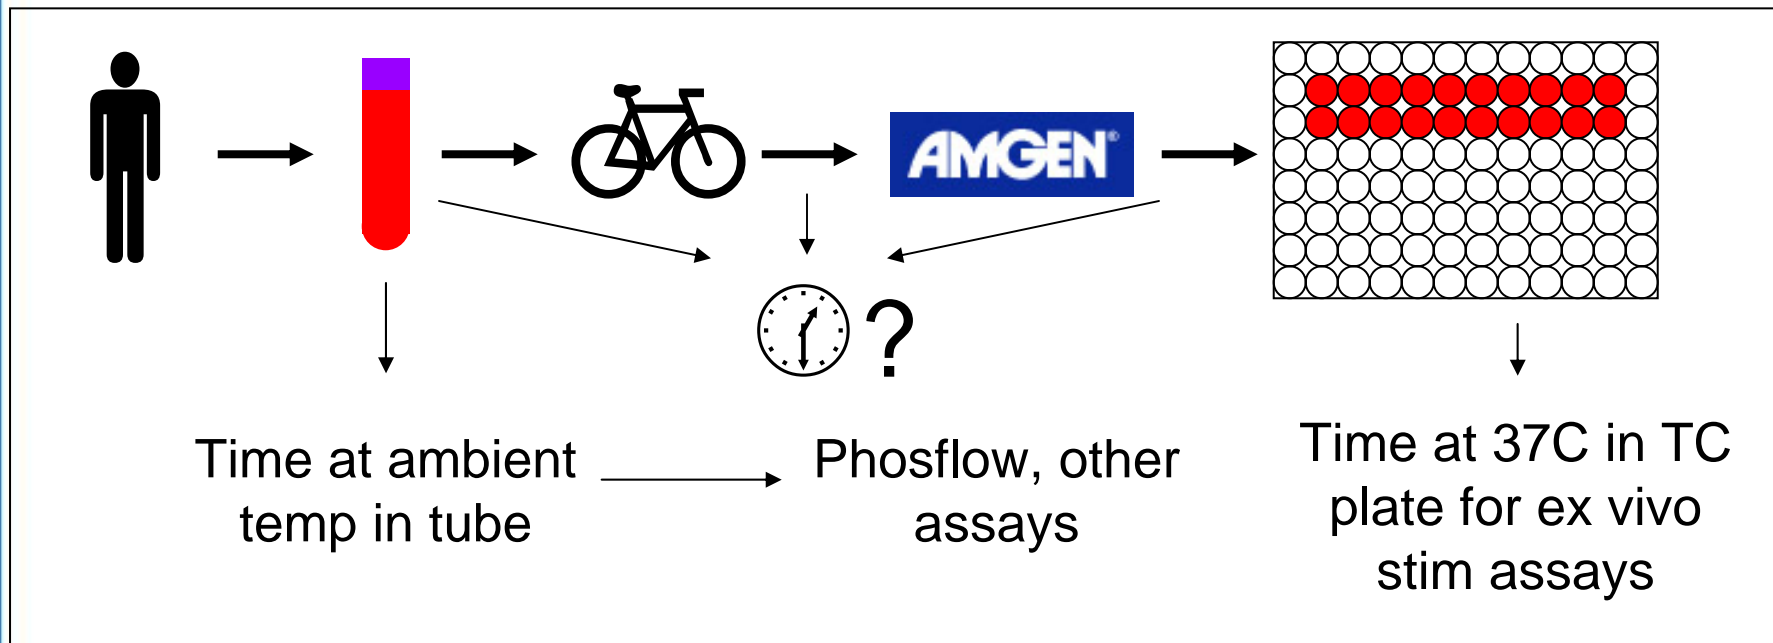 AMGEN®
?
Time at ambient
temp in tube
Phosflow, other
assays
Time at 37C in TC
plate for ex vivo
stim assays